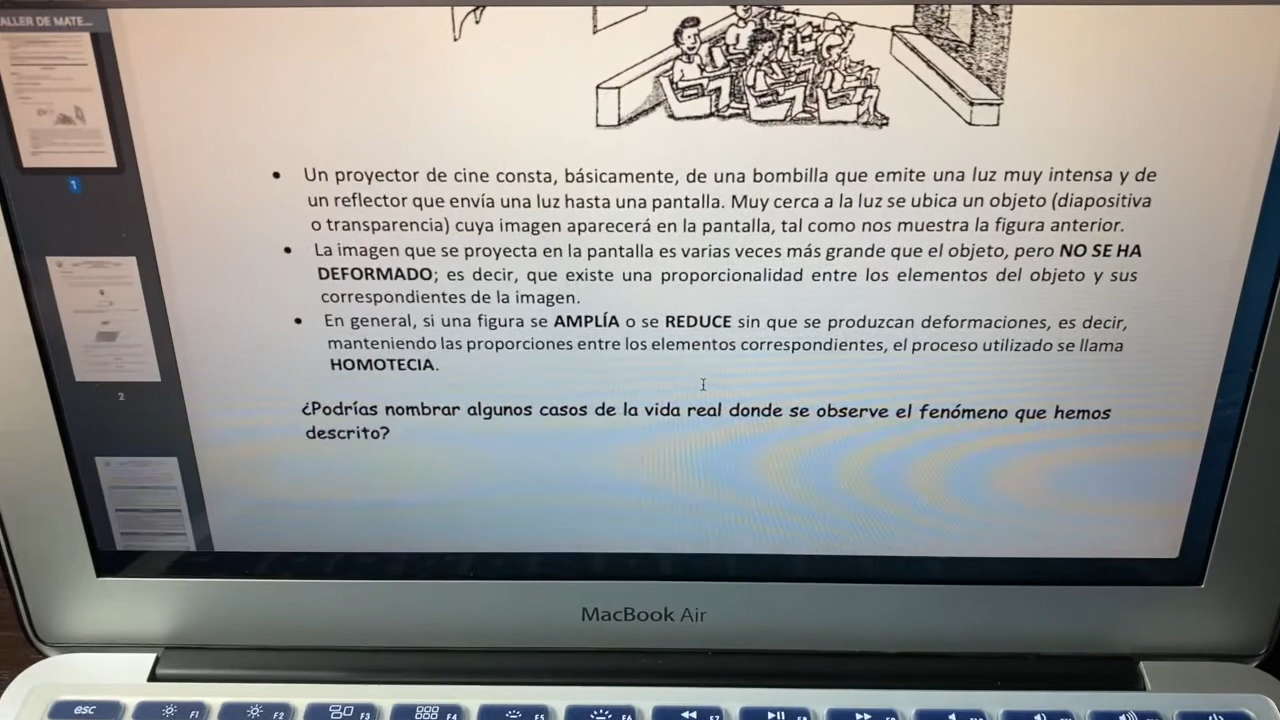 ALLER DE MATE...
1
2
• Un proyector de cine consta, básicamente, de una bombilla que emite una luz muy intensa y de
un reflector que envía una luz hasta una pantalla. Muy cerca a la luz se ubica un objeto (diapositiva
o transparencia) cuya imagen aparecerá en la pantalla, tal como nos muestra la figura anterior.
• La imagen que se proyecta en la pantalla es varias veces más grande que el objeto, pero NO SE HA
DEFORMADO; es decir, que existe una proporcionalidad entre los elementos del objeto y sus
correspondientes de la imagen.
• En general, si una figura se AMPLÍA o se REDUCE sin que se produzcan deformaciones, es decir,
manteniendo las proporciones entre los elementos correspondientes, el proceso utilizado se llama
HOMOTECIA.
¿Podrías nombrar algunos casos de la vida real donde se observe el fenómeno que hemos
descrito?
MacBook Air
esc F1 F2 F3 F4 F5 F6 F7